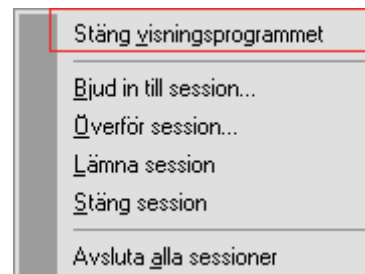 Stäng visningsprogrammet
Bjud in till session...
Överför session...
Lämna session
Stäng session
Avsluta alla sessioner